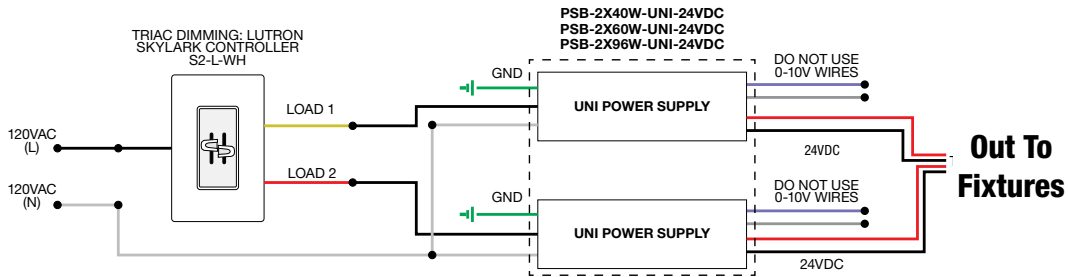 PSB-2X40W-UNI-24VDC
PSB-2X60W-UNI-24VDC
PSB-2X96W-UNI-24VDC
TRIAC DIMMING: LUTRON
SKYLARK CONTROLLER
S2-L-WH
GND
DO NOT USE
0-10V WIRES
LOAD 1
UNI POWER SUPPLY
120VAC
(L)
24VDC
Out To
Fixtures
LOAD 2
120VAC
(N)
GND
DO NOT USE
0-10V WIRES
UNI POWER SUPPLY
24VDC